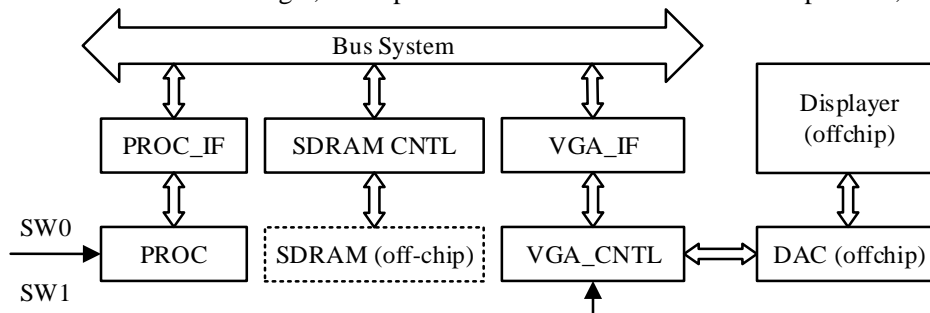 Bus System
Displayer
(offchip)
PROC_IF
SDRAM CNTL
VGA_IF
SW0
PROC
SDRAM (off-chip)
VGA_CNTL
DAC (offchip)
SW1